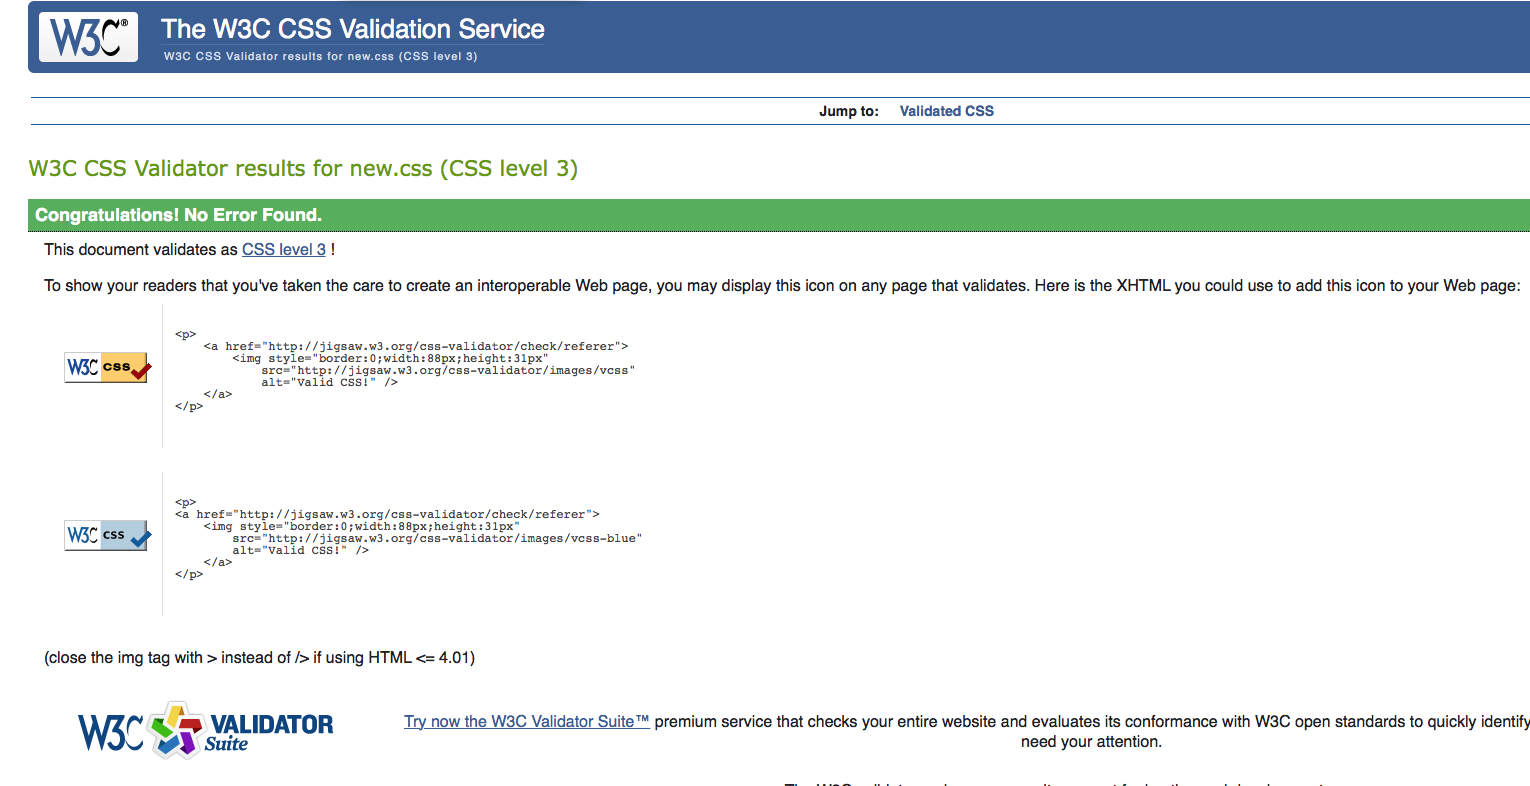 W3C®
The W3C CSS Validation Service
W3C CSS Validator results for new.css (CSS level 3)
Jump to: Validated CSS
W3C CSS Validator results for new.css (CSS level 3)
Congratulations! No Error Found.
This document validates as CSS level 3 !
To show your readers that you've taken the care to create an interoperable Web page, you may display this icon on any page that validates. Here is the XHTML you could use to add this icon to your Web page:
W3C css
<p>
<a href="http://jigsaw.w3.org/css-validator/check/referer">
<img style="border:0;width:88px;height:31px"
src="http://jigsaw.w3.org/css-validator/images/vcss"
alt="Valid CSS!" />
</a>
</p>
W3C css
<p>
<a href="http://jigsaw.w3.org/css-validator/check/referer">
<img style="border:0;width:88px;height:31px"
src="http://jigsaw.w3.org/css-validator/images/vcss-blue"
alt="Valid CSS!" />
</a>
</p>
(close the img tag with > instead of /> if using HTML <= 4.01)
W3C VALIDATOR
Suite
Try now the W3C Validator Suite™ premium service that checks your entire website and evaluates its conformance with W3C open standards to quickly identify
need your attention.